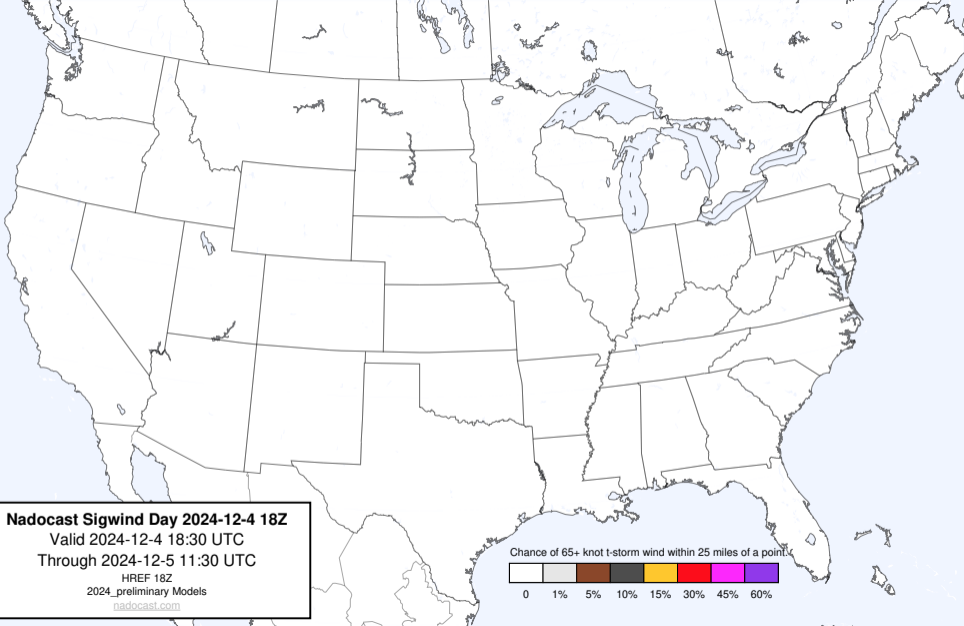 Nadocast Sigwind Day 2024-12-4 18Z
Valid 2024-12-4 18:30 UTC
Through 2024-12-5 11:30 UTC
HREF 18Z
2024_preliminary Models
nadocast.com
Chance of 65+ knot t-storm wind within 25 miles of a point.
0 1% 5% 10% 15% 30% 45% 60%